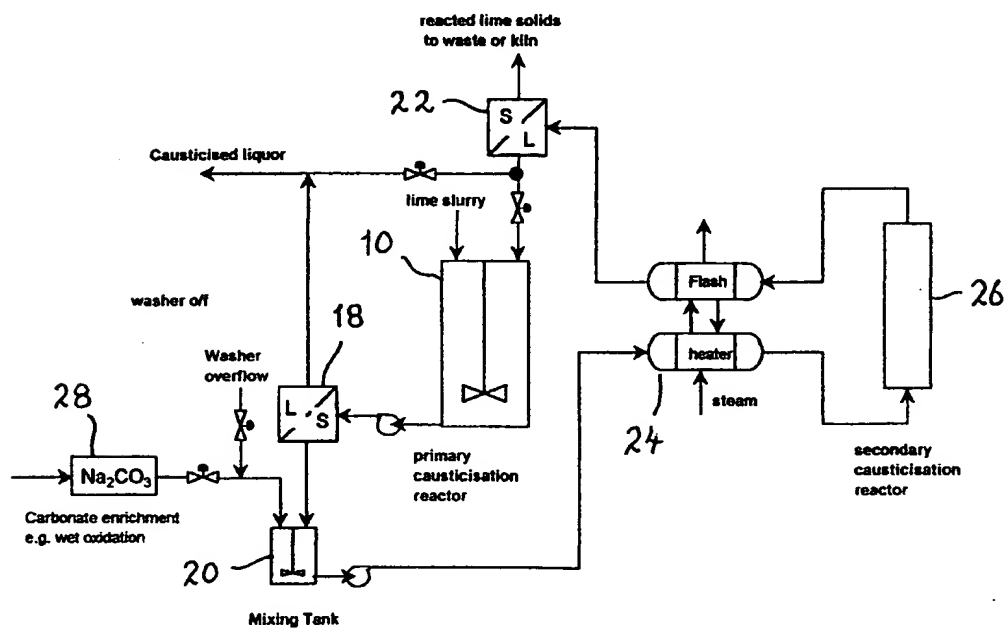 reacted lime solids
to waste or kiln
22
S
L
Causticised liquor
lime slurry
10
Flash
26
washer o/f
18
heater
Washer
overflow
steam
L
S
24
28
Na₂CO₃
primary
causticisation
reactor
secondary
causticisation
reactor
Carbonate enrichment
e.g. wet oxidation
20
Mixing Tank